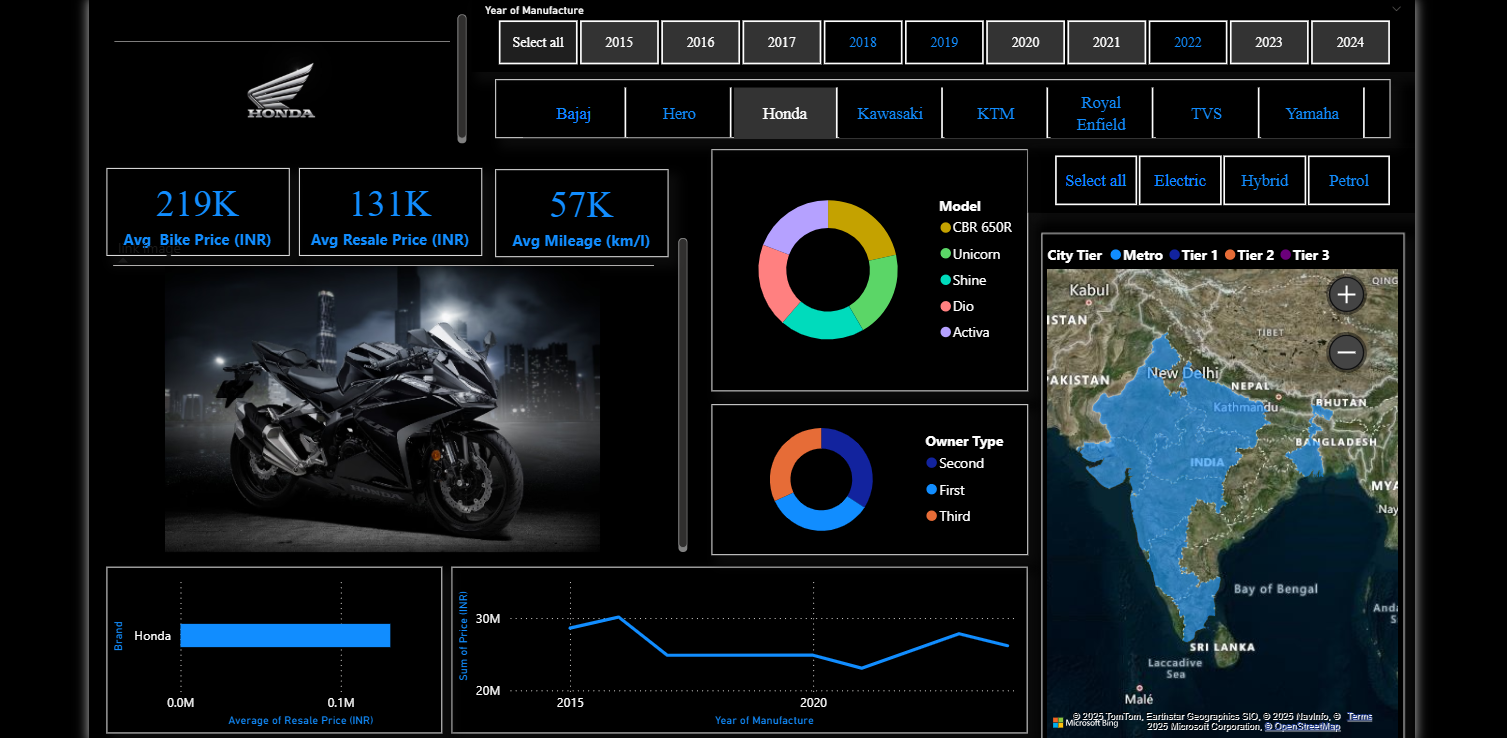 Year of Manufacture
Select all 2015 2016 2017 2018 2019 2020 2021 2022 2023 2024
HONDA
Bajaj Hero Honda Kawasaki KTM Royal Enfield TVS Yamaha
219K
Avg Bike Price (INR)
131K
Avg Resale Price (INR)
57K
Avg Mileage (km/l)
Select all Electric Hybrid Petrol
Model
CBR 650R
Unicorn
Shine
Dio
Activa
Owner Type
Second
First
Third
HONDA
City Tier Metro Tier 1 Tier 2 Tier 3
Kabul
QING
ISTAN
TIBET
PAKISTAN
New Delhi
NEPAL
BHUTAN
Kathmandu
BANGLADESH
INDIA
MYA
Nay
Bay of Bengal
Anda
S
SRI LANKA
Laccadive
Sea
Malé
Microsoft Bing
© 2025 TomTom, Earthstar Geographics SIO, © 2025 NavInfo, © Terms
2025 Microsoft Corporation, © OpenStreetMap
Brand
Honda
0.0M 0.1M
Average of Resale Price (INR)
Sum of Price (INR)
30M
20M
2015 2020
Year of Manufacture